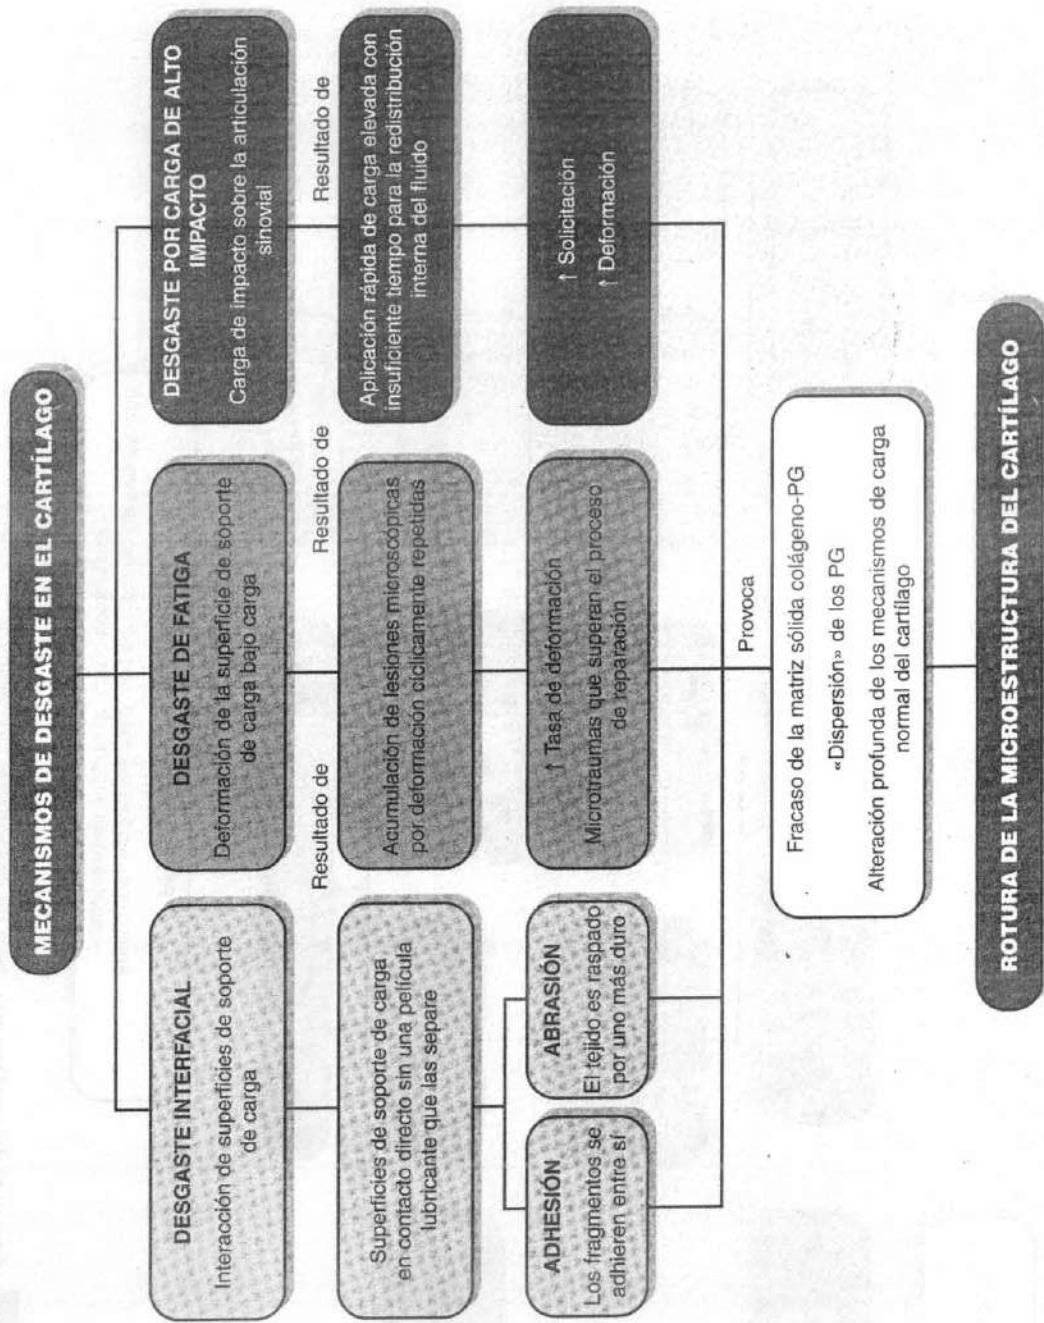 MECANISMOS DE DESGASTE EN EL CARTÍLAGO
DESGASTE INTERFACIAL
Interacción de superficies de soporte
de carga
DESGASTE DE FATIGA
Deformación de la superficie de soporte
de carga bajo carga
DESGASTE POR CARGA DE ALTO
IMPACTO
Carga de impacto sobre la articulación
sinovial
Resultado de
Resultado de
Resultado de
Superficies de soporte de carga
en contacto directo sin una película
lubricante que las separe
Acumulación de lesiones microscópicas
por deformación cíclicamente repetidas
Aplicación rápida de carga elevada con
insuficiente tiempo para la redistribución
interna del fluido
ADHESIÓN
Los fragmentos se
adhieren entre sí
ABRASIÓN
El tejido es raspado
por uno más duro
↑ Tasa de deformación
Microtraumas que superan el proceso
de reparación
↑ Solicitación
↑ Deformación
Provoca
Fracaso de la matriz sólida colágeno-PG
«Dispersión» de los PG
Alteración profunda de los mecanismos de carga
normal del cartílago
ROTURA DE LA MICROESTRUCTURA DEL CARTÍLAGO